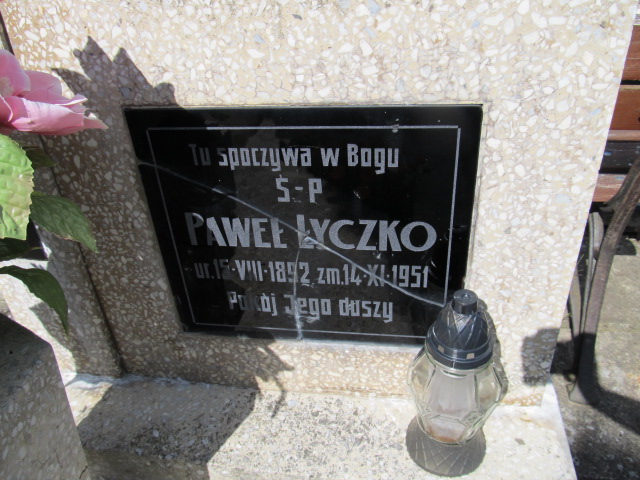 Tu spoczywa w Bogu
Ś-P
PAWEŁ ŁYCZKO
ur. 15·VIII·1892 zm. 14·XI·1951
Pokój Jego duszy